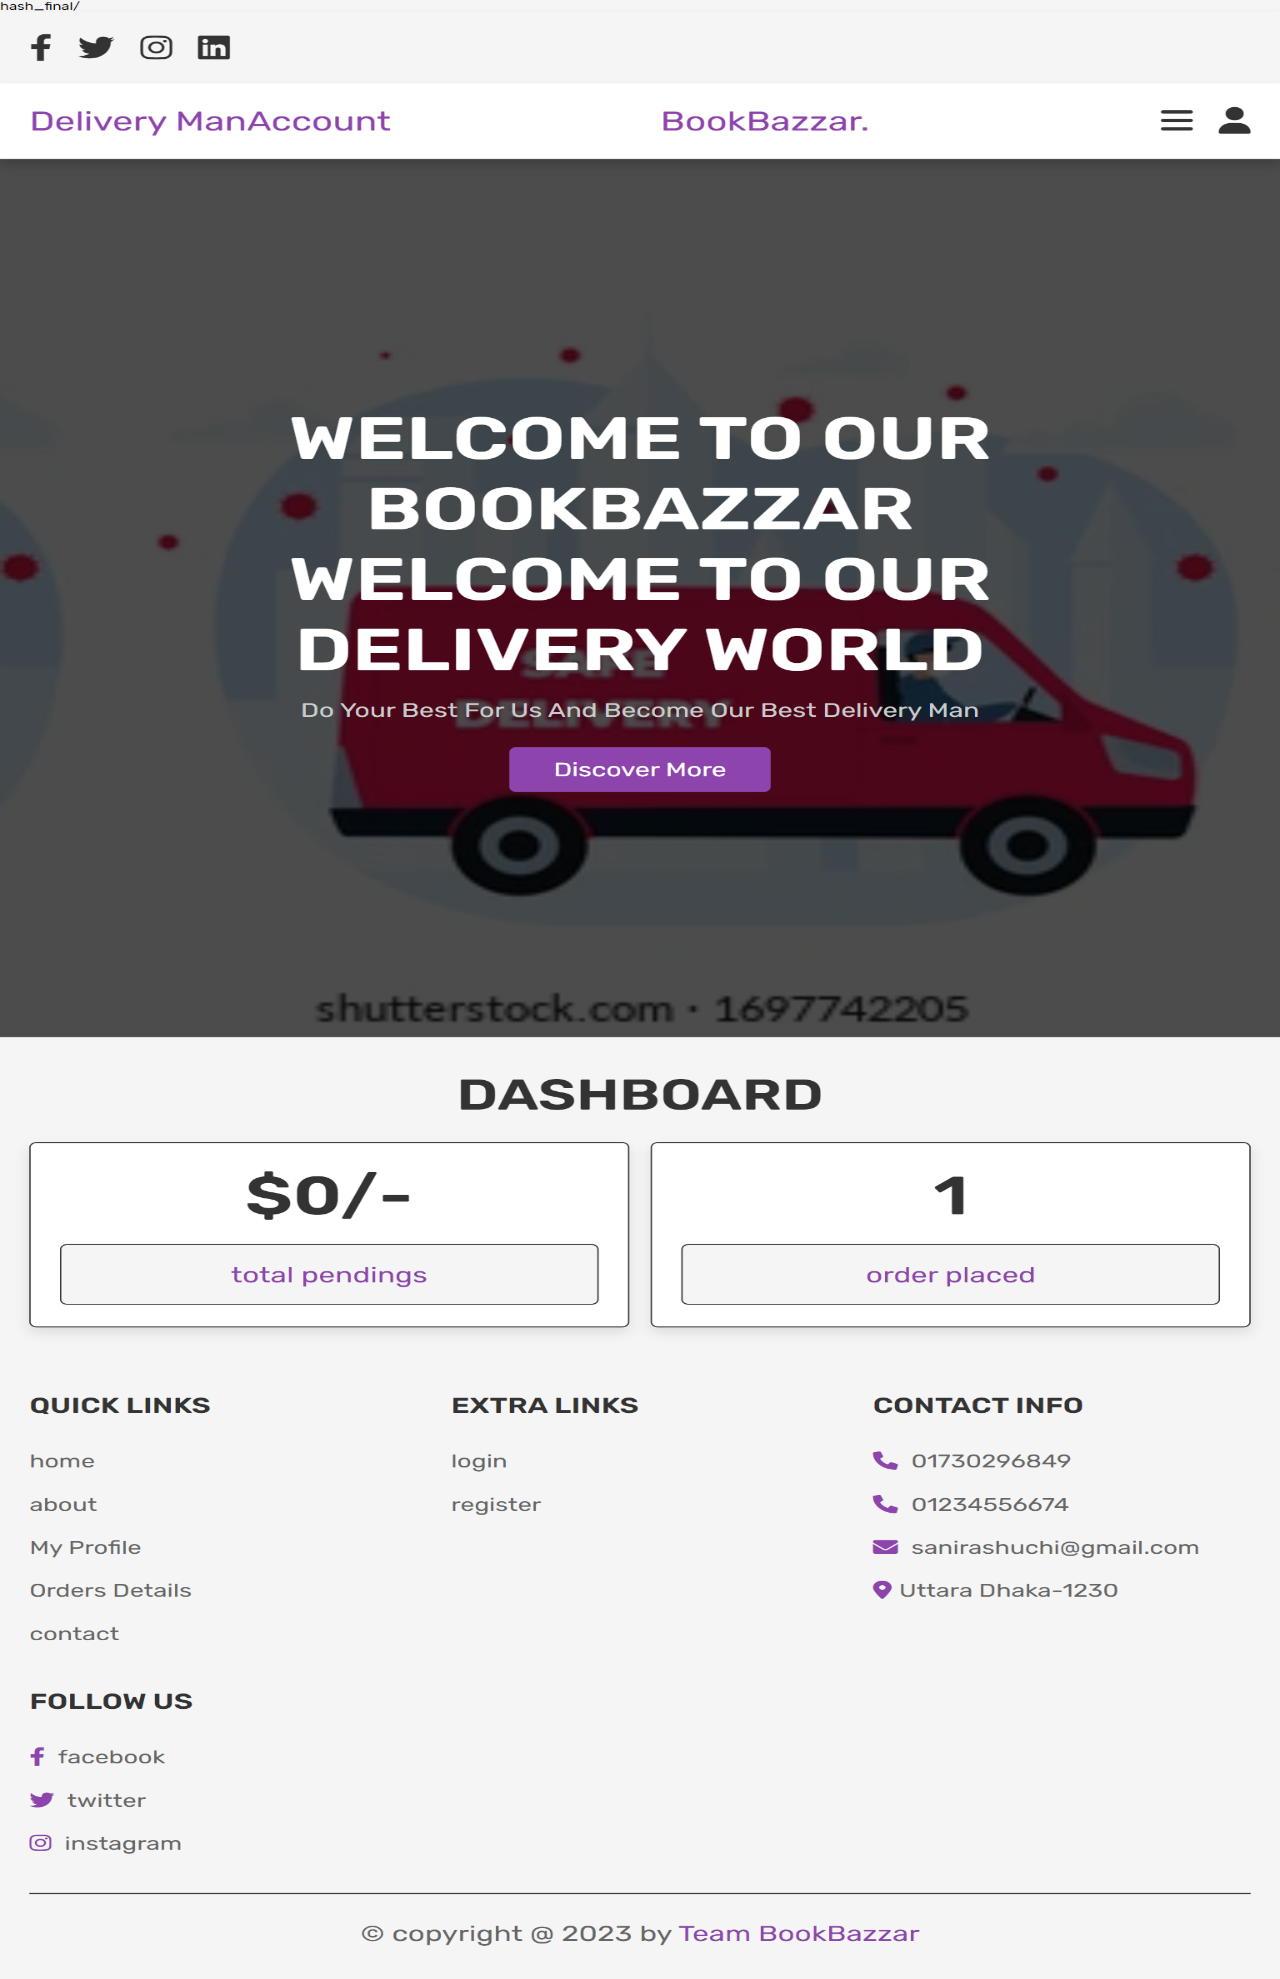 hash_final/
Delivery ManAccount
BookBazzar.
WELCOME TO OUR
BOOKBAZZAR
WELCOME TO OUR
DELIVERY WORLD
SAFE
DELIVERY
Do Your Best For Us And Become Our Best Delivery Man
Discover More
shutterstock.com · 1697742205
DASHBOARD
$0/-
total pendings
1
order placed
QUICK LINKS
home
about
My Profile
Orders Details
contact
EXTRA LINKS
login
register
CONTACT INFO
01730296849
01234556674
sanirashuchi@gmail.com
Uttara Dhaka-1230
FOLLOW US
facebook
twitter
instagram
© copyright @ 2023 by Team BookBazzar